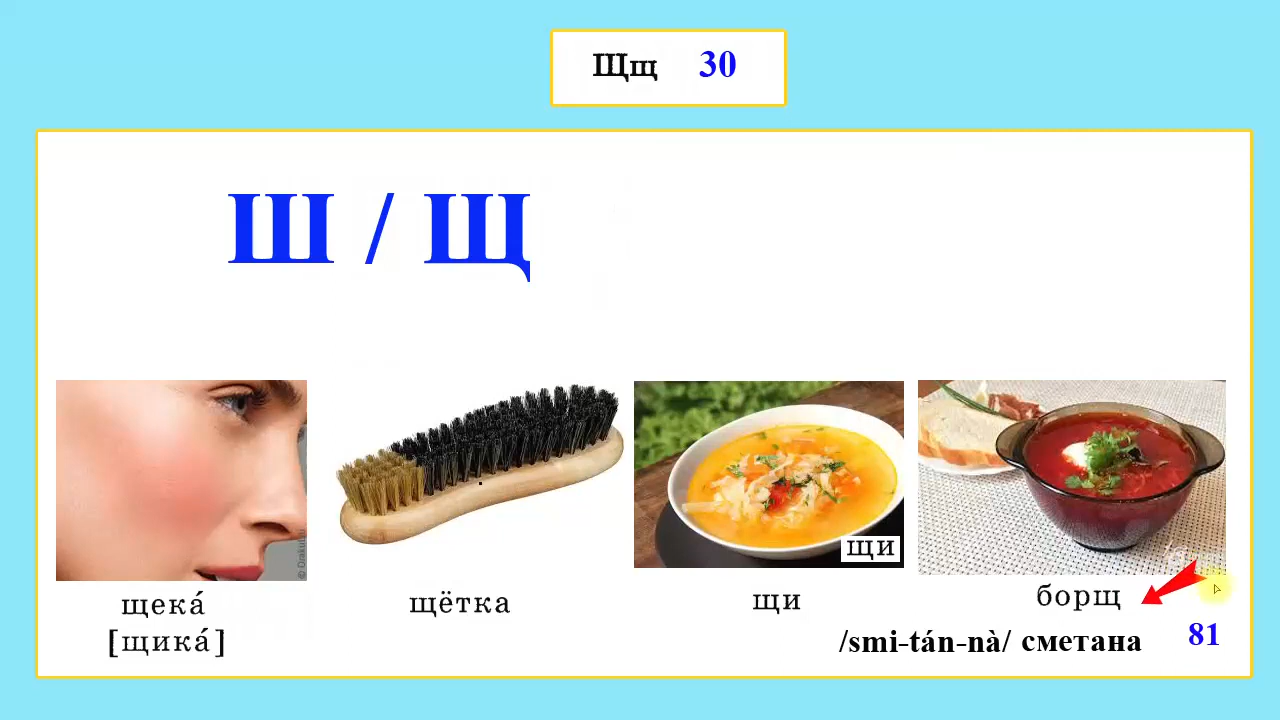 Щщ 30
Ш / Щ
щи
щека́
[щика́]
щётка
щи
борщ
/smi-tán-nà/ сметана 81